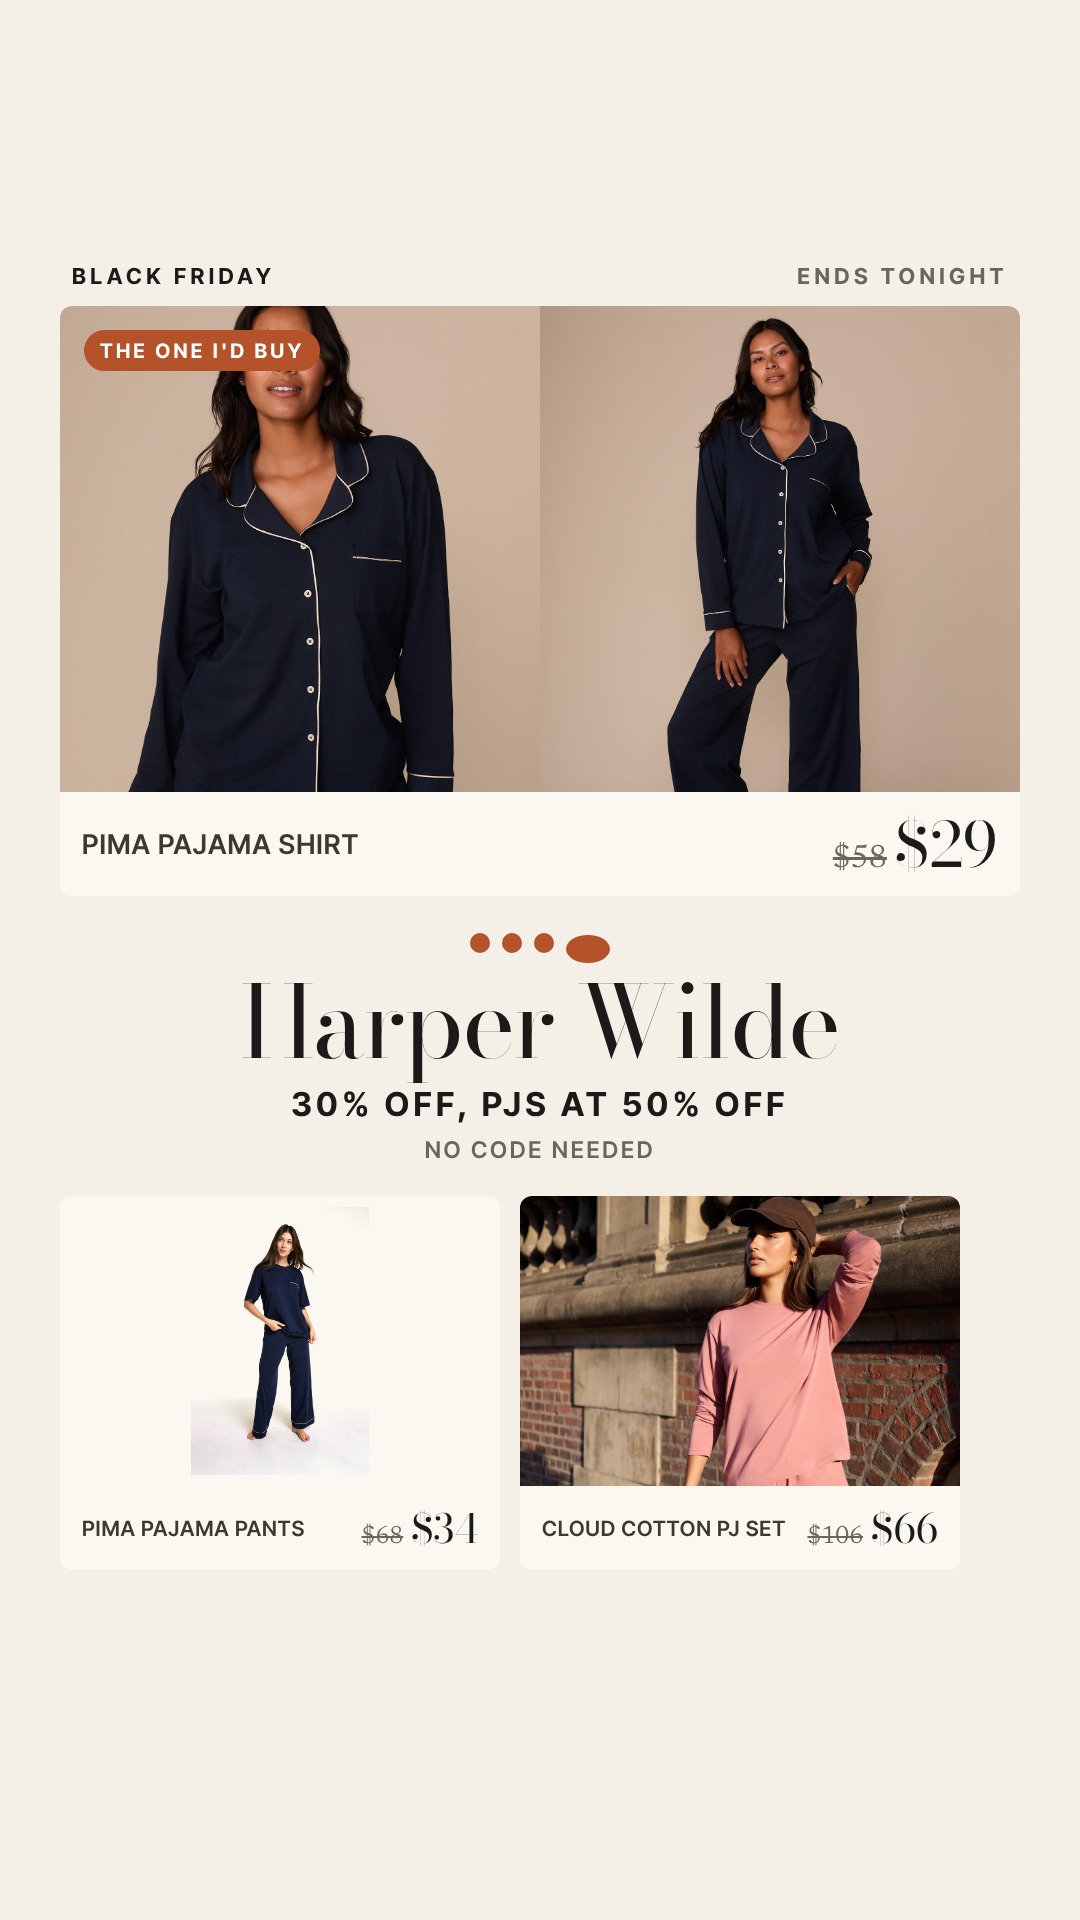 BLACK FRIDAY
ENDS TONIGHT
THE ONE I'D BUY
PIMA PAJAMA SHIRT
$58 $29
Harper Wilde
30% OFF, PJS AT 50% OFF
NO CODE NEEDED
PIMA PAJAMA PANTS
$68 $34
CLOUD COTTON PJ SET
$106 $66